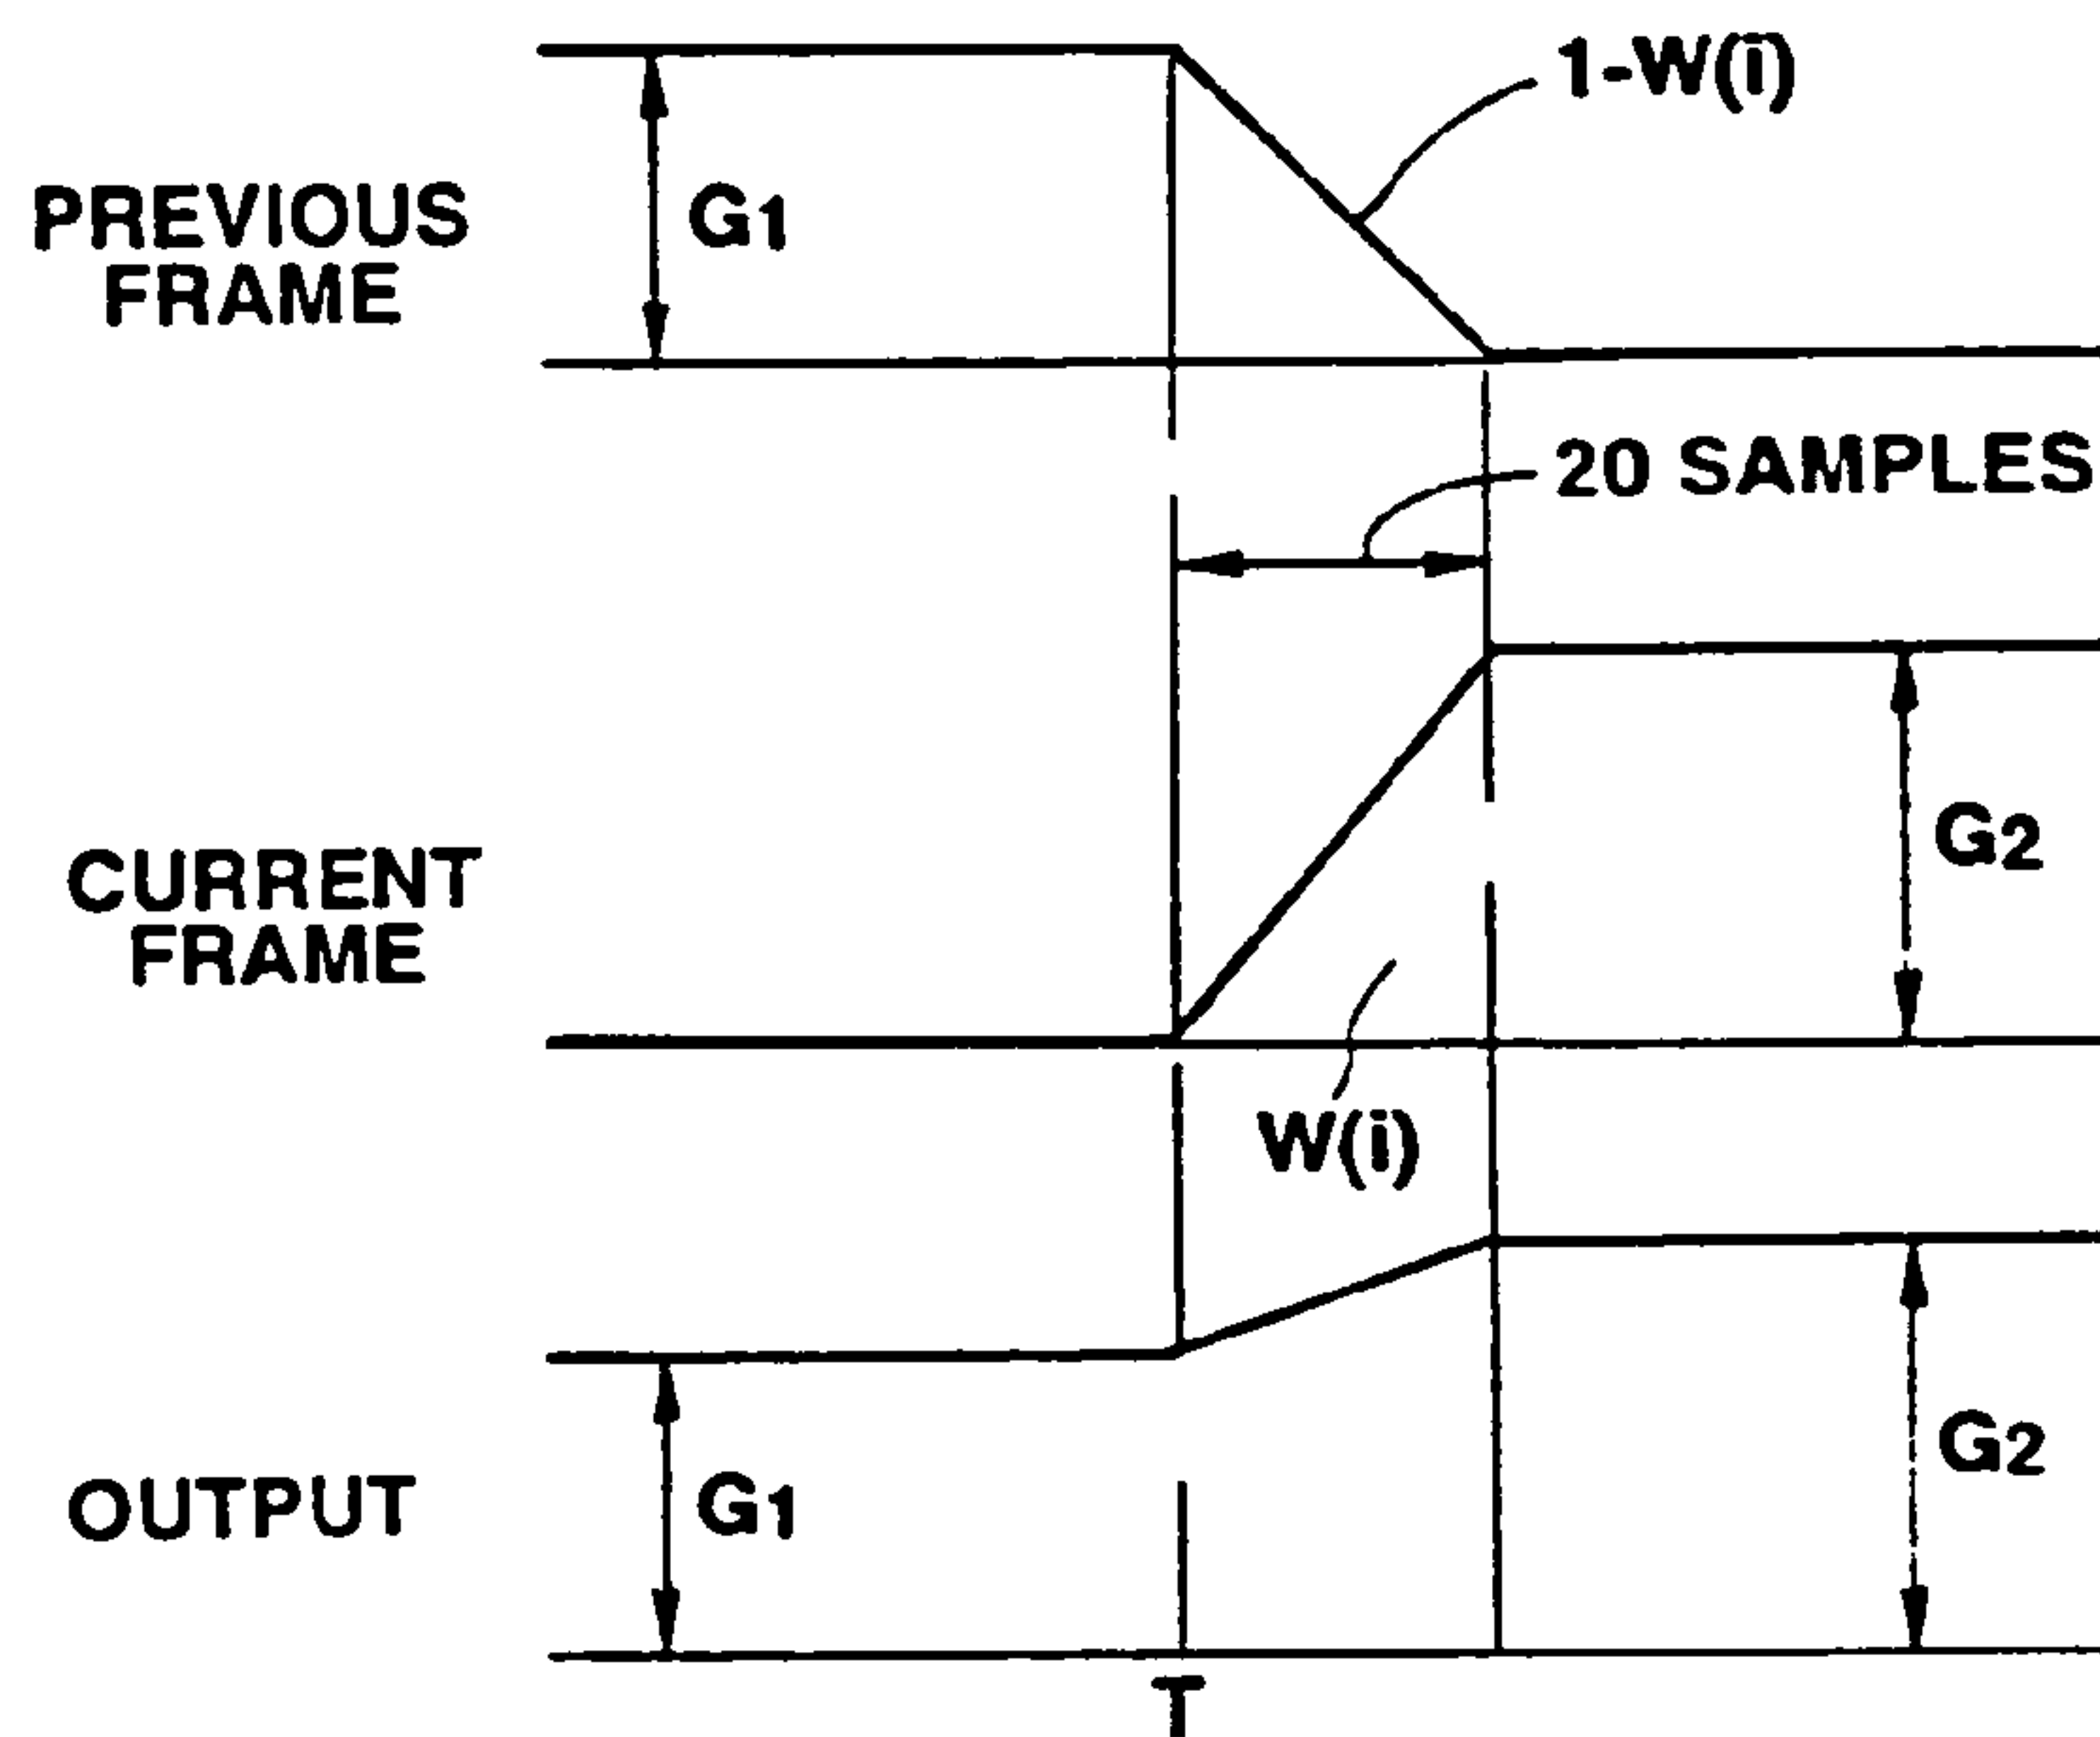 1-W(i)
PREVIOUS
FRAME
G1
20 SAMPLES
CURRENT
FRAME
G2
W(i)
OUTPUT
G1
G2
T